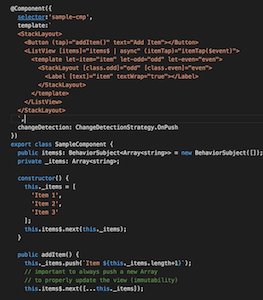 @Component({
selector:'sample-cmp',
template:`
<StackLayout>
<Button (tap)="addItem()" text="Add Item"></Button>
<ListView [items]="items$ | async" (itemTap)="itemTap($event)">
<template let-item="item" let-odd="odd" let-even="even">
<StackLayout [class.odd]="odd" [class.even]="even">
<Label [text]="item" textWrap="true"></Label>
</StackLayout>
</template>
</ListView>
</StackLayout>
`,
changeDetection: ChangeDetectionStrategy.OnPush
})
export class SampleComponent {
public items$: BehaviorSubject<Array<string>> = new BehaviorSubject([]);
private _items: Array<string>;
constructor() {
this._items = [
'Item 1',
'Item 2',
'Item 3'
];
this.items$.next(this._items);
}
public addItem() {
this._items.push(`Item ${this._items.length+1}`);
// important to always push a new Array
// to properly update the view (immutability)
this.items$.next([...this._items]);